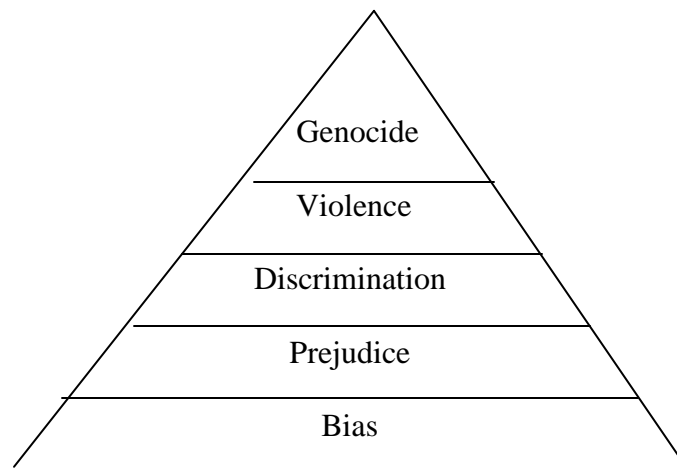 Genocide
Violence
Discrimination
Prejudice
Bias